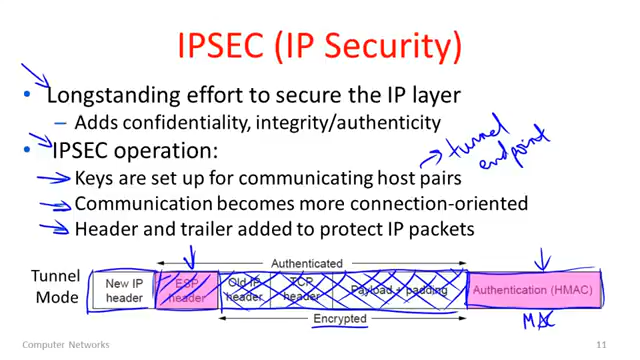 IPSEC (IP Security)
• Longstanding effort to secure the IP layer
– Adds confidentiality, integrity/authenticity
• IPSEC operation:
tunnel
endpoint
Keys are set up for communicating host pairs
Communication becomes more connection-oriented
Header and trailer added to protect IP packets
Authenticated
Tunnel
Mode
New IP
header
ESP
header
Old IP
header
TCP
header
Payload + padding
Authentication (HMAC)
Encrypted
MAC
Computer Networks
11